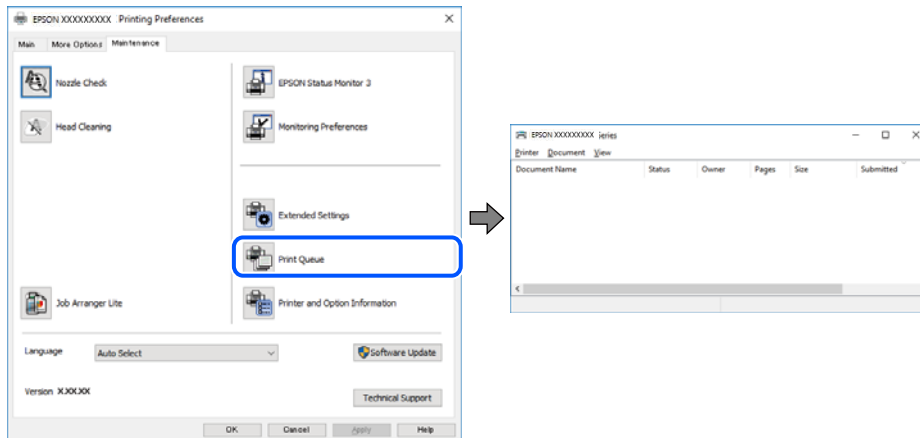 EPSON XXXXXXXXX Printing Preferences
Main More Options Maintenance
Nozzle Check
EPSON Status Monitor 3
Head Cleaning
Monitoring Preferences
Extended Settings
Print Queue
Job Arranger Lite
Printer and Option Information
Language Auto Select
Software Update
Version X.XX.XX
Technical Support
OK Cancel Apply Help
EPSON XXXXXXXXXX Series
Printer Document View
Document Name Status Owner Pages Size Submitted